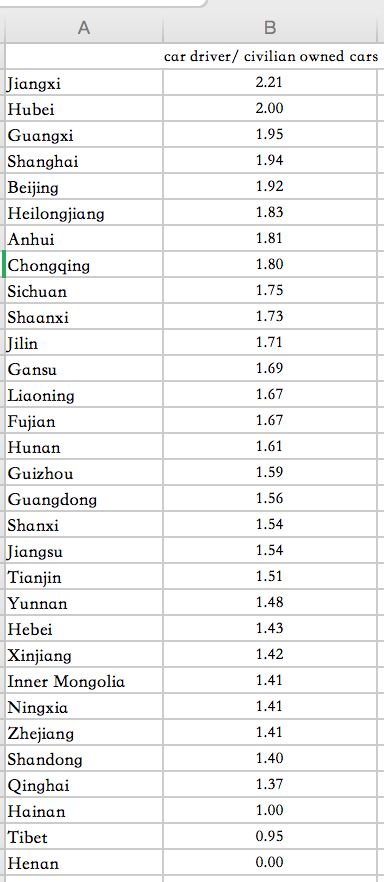 A B
car driver/ civilian owned cars
Jiangxi 2.21
Hubei 2.00
Guangxi 1.95
Shanghai 1.94
Beijing 1.92
Heilongjiang 1.83
Anhui 1.81
Chongqing 1.80
Sichuan 1.75
Shaanxi 1.73
Jilin 1.71
Gansu 1.69
Liaoning 1.67
Fujian 1.67
Hunan 1.61
Guizhou 1.59
Guangdong 1.56
Shanxi 1.54
Jiangsu 1.54
Tianjin 1.51
Yunnan 1.48
Hebei 1.43
Xinjiang 1.42
Inner Mongolia 1.41
Ningxia 1.41
Zhejiang 1.41
Shandong 1.40
Qinghai 1.37
Hainan 1.00
Tibet 0.95
Henan 0.00